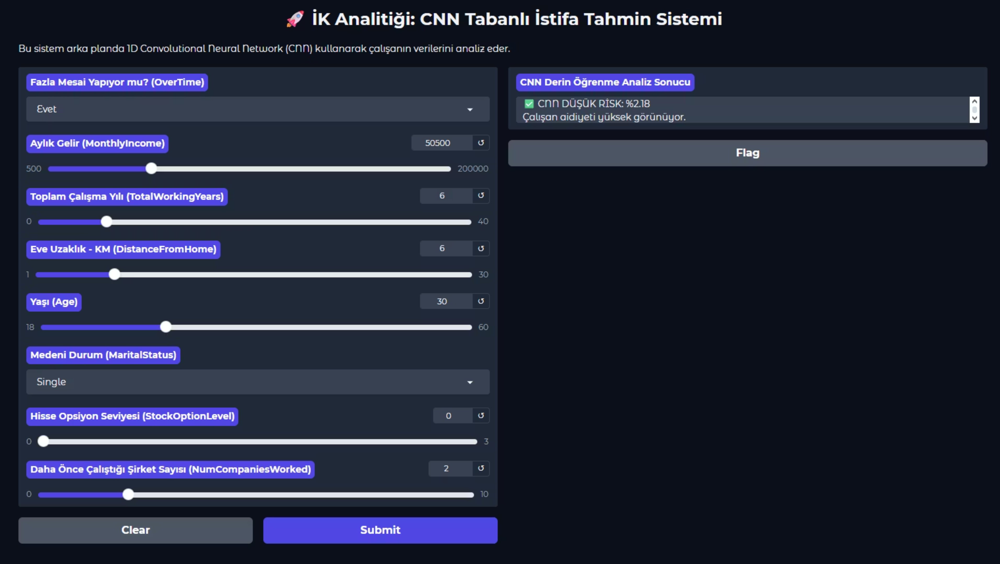 🚀 İK Analitiği: CNN Tabanlı İstifa Tahmin Sistemi
Bu sistem arka planda 1D Convolutional Neural Network (CNN) kullanarak çalışanın verilerini analiz eder.
Fazla Mesai Yapıyor mu? (OverTime)
Evet
Aylık Gelir (MonthlyIncome)
50500
500
200000
Toplam Çalışma Yılı (TotalWorkingYears)
6
0
40
Eve Uzaklık - KM (DistanceFromHome)
6
1
30
Yaşı (Age)
30
18
60
Medeni Durum (MaritalStatus)
Single
Hisse Opsiyon Seviyesi (StockOptionLevel)
0
0
3
Daha Önce Çalıştığı Şirket Sayısı (NumCompaniesWorked)
2
0
10
Clear
Submit
CNN Derin Öğrenme Analiz Sonucu
✅ CNN DÜŞÜK RİSK: %2.18
Çalışan aidiyeti yüksek görünüyor.
Flag